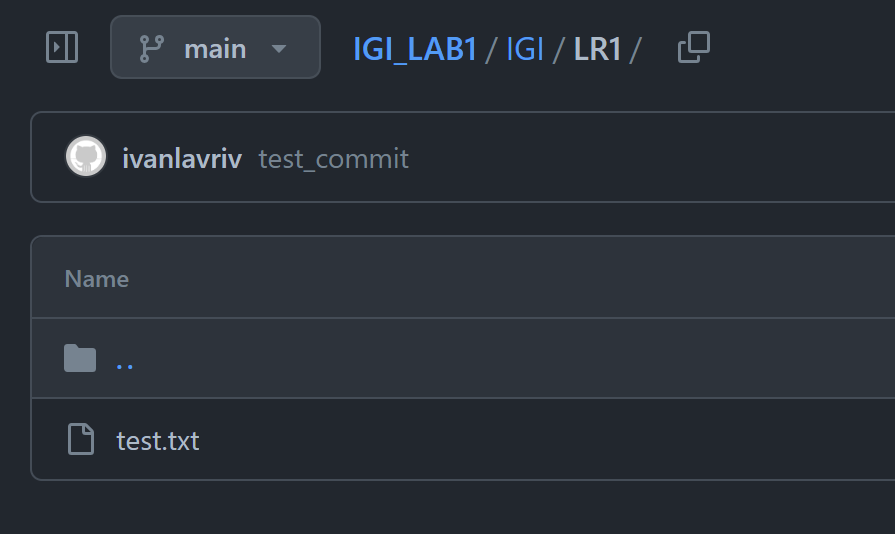 main IGI_LAB1 / IGI / LR1 /
ivanlavriv test_commit
Name
..
test.txt